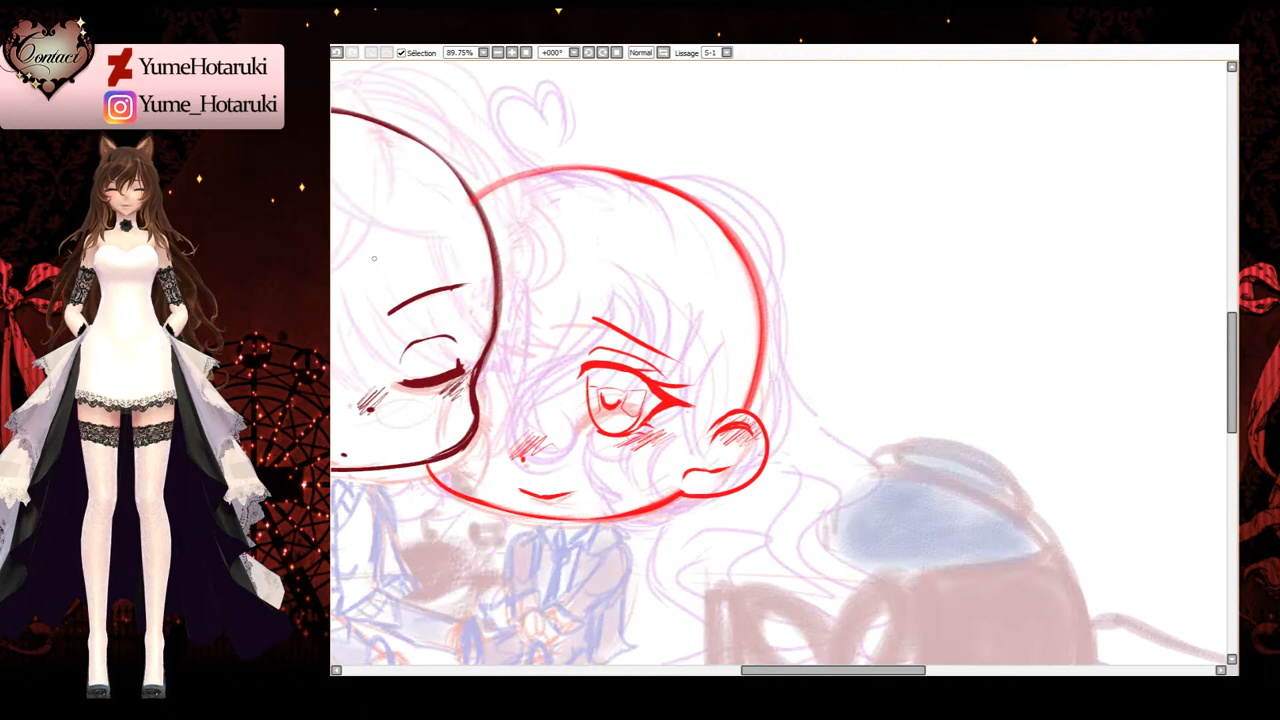 Contact
YumeHotaruki
Yume_Hotaruki
Sélection
89.75%
+000°
Normal
Lissage
S-1